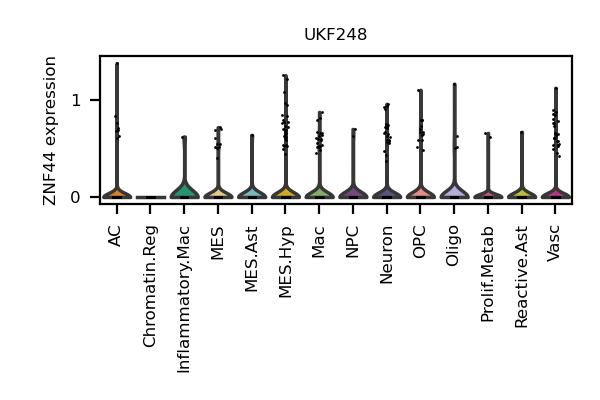 UKF248
ZNF44 expression
1
0
AC
Chromatin.Reg
Inflammatory.Mac
MES
MES.Ast
MES.Hyp
Mac
NPC
Neuron
OPC
Oligo
Prolif.Metab
Reactive.Ast
Vasc